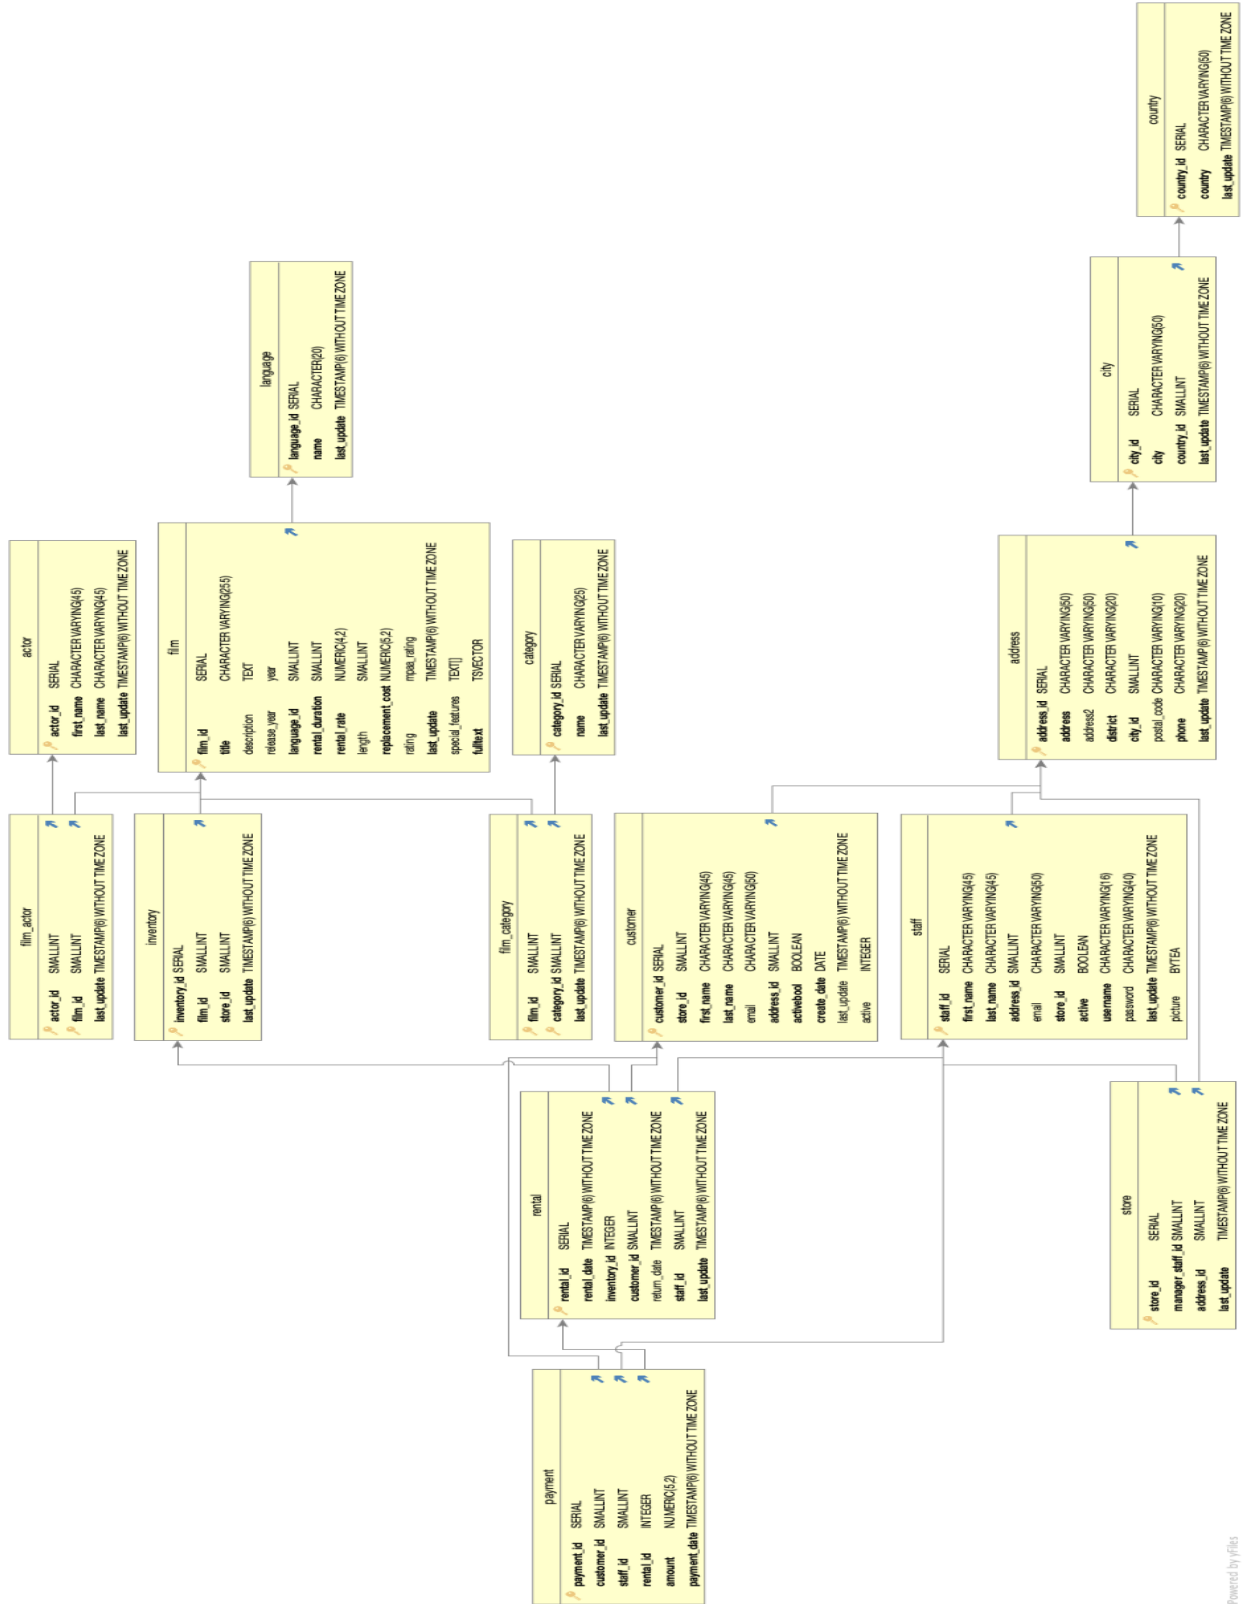 payment
payment_id SERIAL
customer_id SMALLINT
staff_id SMALLINT
rental_id INTEGER
amount NUMERIC(5,2)
payment_date TIMESTAMP(6) WITHOUT TIME ZONE
rental
rental_id SERIAL
rental_date TIMESTAMP(6) WITHOUT TIME ZONE
inventory_id INTEGER
customer_id SMALLINT
return_date TIMESTAMP(6) WITHOUT TIME ZONE
staff_id SMALLINT
last_update TIMESTAMP(6) WITHOUT TIME ZONE
store
store_id SERIAL
manager_staff_id SMALLINT
address_id SMALLINT
last_update TIMESTAMP(6) WITHOUT TIME ZONE
film_actor
actor_id SMALLINT
film_id SMALLINT
last_update TIMESTAMP(6) WITHOUT TIME ZONE
inventory
inventory_id SERIAL
film_id SMALLINT
store_id SMALLINT
last_update TIMESTAMP(6) WITHOUT TIME ZONE
film_category
film_id SMALLINT
category_id SMALLINT
last_update TIMESTAMP(6) WITHOUT TIME ZONE
customer
customer_id SERIAL
store_id SMALLINT
first_name CHARACTER VARYING(45)
last_name CHARACTER VARYING(45)
email CHARACTER VARYING(50)
address_id SMALLINT
activebool BOOLEAN
create_date DATE
last_update TIMESTAMP(6) WITHOUT TIME ZONE
active INTEGER
staff
staff_id SERIAL
first_name CHARACTER VARYING(45)
last_name CHARACTER VARYING(45)
address_id SMALLINT
email CHARACTER VARYING(50)
store_id SMALLINT
active BOOLEAN
username CHARACTER VARYING(16)
password CHARACTER VARYING(40)
last_update TIMESTAMP(6) WITHOUT TIME ZONE
picture BYTEA
actor
actor_id SERIAL
first_name CHARACTER VARYING(45)
last_name CHARACTER VARYING(45)
last_update TIMESTAMP(6) WITHOUT TIME ZONE
film
film_id SERIAL
title CHARACTER VARYING(255)
description TEXT
release_year year
language_id SMALLINT
rental_duration SMALLINT
rental_rate NUMERIC(4,2)
length SMALLINT
replacement_cost NUMERIC(5,2)
rating mpaa_rating
last_update TIMESTAMP(6) WITHOUT TIME ZONE
special_features TEXT[]
fulltext TSVECTOR
category
category_id SERIAL
name CHARACTER VARYING(25)
last_update TIMESTAMP(6) WITHOUT TIME ZONE
address
address_id SERIAL
address CHARACTER VARYING(50)
address2 CHARACTER VARYING(50)
district CHARACTER VARYING(20)
city_id SMALLINT
postal_code CHARACTER VARYING(10)
phone CHARACTER VARYING(20)
last_update TIMESTAMP(6) WITHOUT TIME ZONE
language
language_id SERIAL
name CHARACTER(20)
last_update TIMESTAMP(6) WITHOUT TIME ZONE
city
city_id SERIAL
city CHARACTER VARYING(50)
country_id SMALLINT
last_update TIMESTAMP(6) WITHOUT TIME ZONE
country
country_id SERIAL
country CHARACTER VARYING(50)
last_update TIMESTAMP(6) WITHOUT TIME ZONE
Powered by yFiles